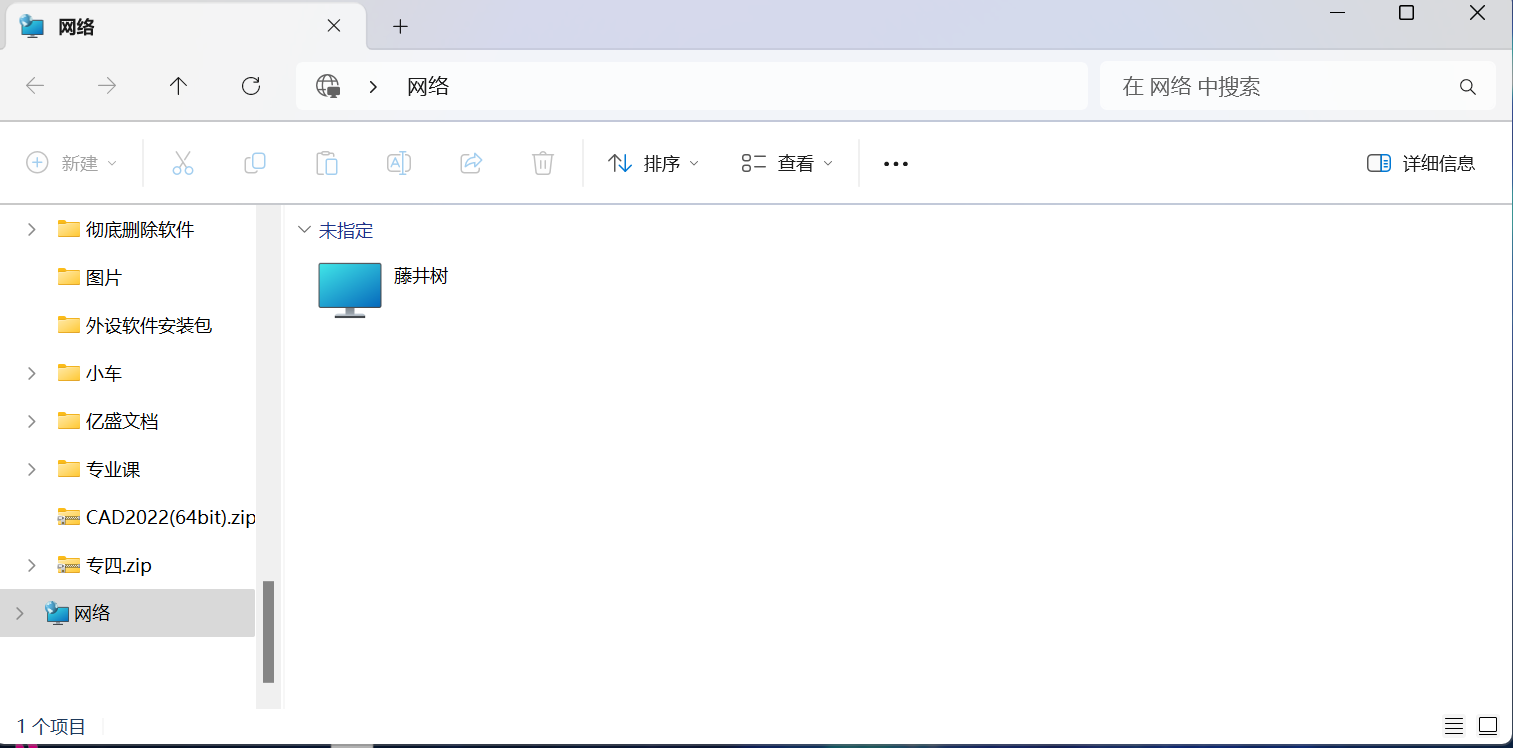 网络
网络
在 网络 中搜索
新建
排序
查看
详细信息
彻底删除软件
图片
外设软件安装包
小车
亿盛文档
专业课
CAD2022(64bit).zip
专四.zip
网络
未指定
藤井树
1 个项目